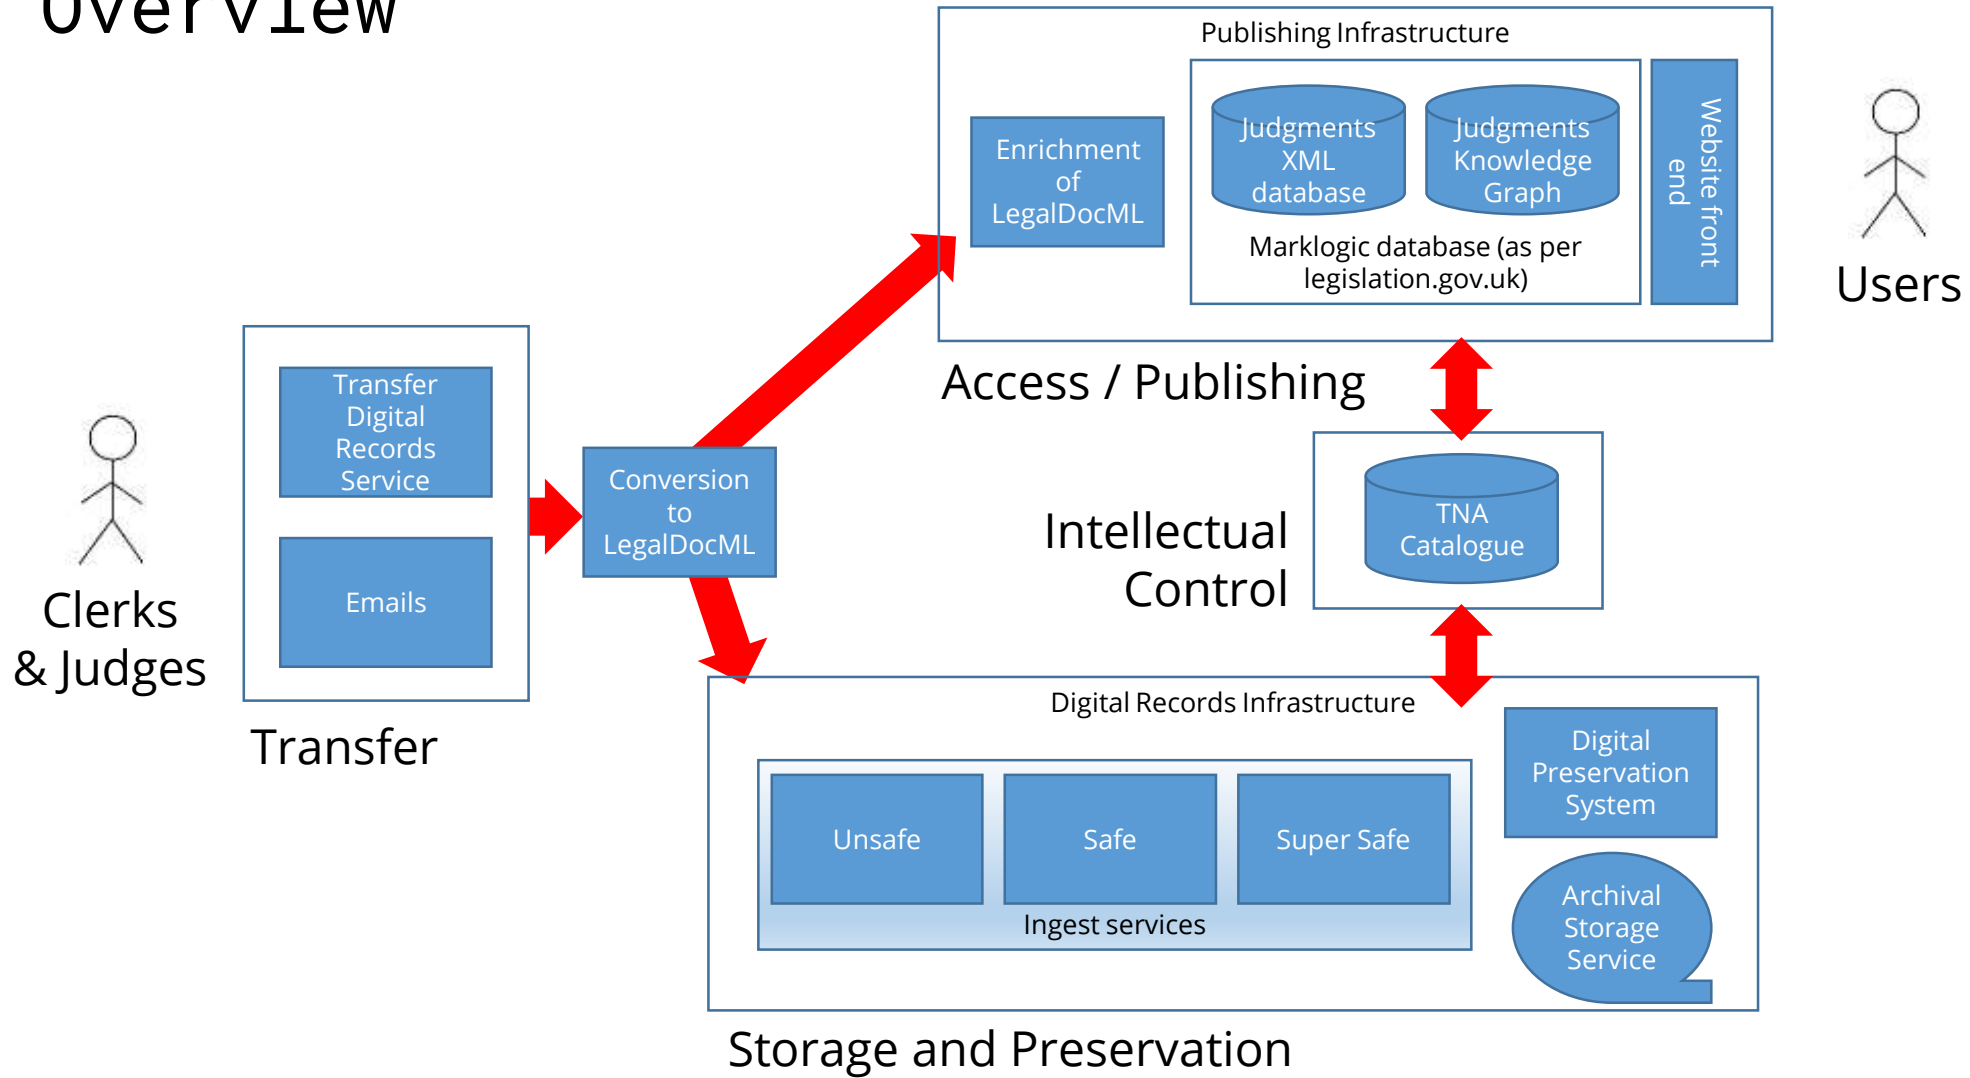 Overview
Publishing Infrastructure
Enrichment
of
LegalDocML
Judgments
XML
database
Judgments
Knowledge
Graph
Marklogic database (as per
legislation.gov.uk)
Website front
end
Users
Access / Publishing
Transfer
Digital
Records
Service
Emails
Clerks
& Judges
Transfer
Conversion
to
LegalDocML
Intellectual
Control
TNA
Catalogue
Digital Records Infrastructure
Unsafe
Safe
Super Safe
Ingest services
Digital
Preservation
System
Archival
Storage
Service
Storage and Preservation